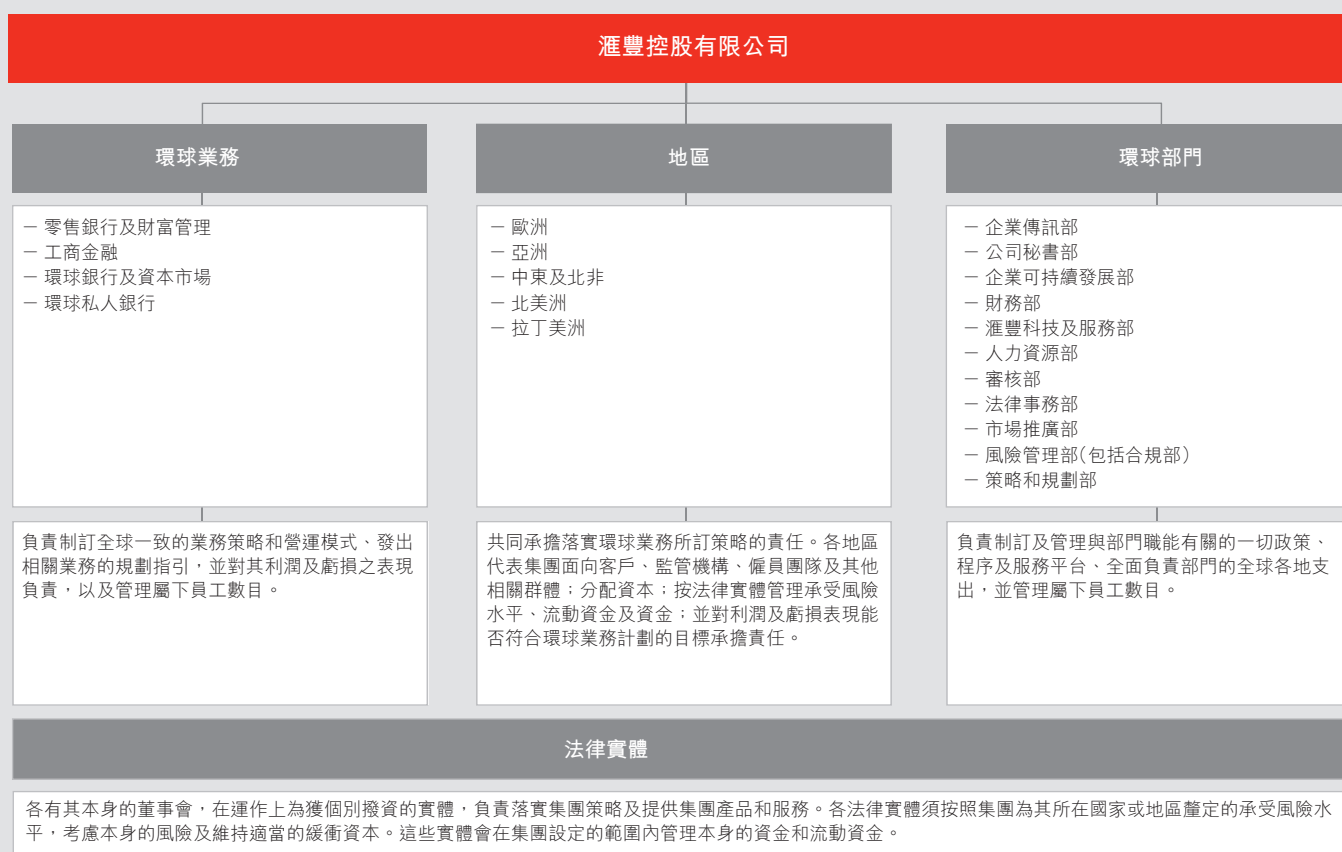 滙豐控股有限公司
環球業務
地區
環球部門
－ 零售銀行及財富管理
－ 工商金融
－ 環球銀行及資本市場
－ 環球私人銀行
－ 歐洲
－ 亞洲
－ 中東及北非
－ 北美洲
－ 拉丁美洲
－ 企業傳訊部
－ 公司秘書部
－ 企業可持續發展部
－ 財務部
－ 滙豐科技及服務部
－ 人力資源部
－ 審核部
－ 法律事務部
－ 市場推廣部
－ 風險管理部(包括合規部)
－ 策略和規劃部
負責制訂全球一致的業務策略和營運模式、發出
相關業務的規劃指引，並對其利潤及虧損之表現
負責，以及管理屬下員工數目。
共同承擔落實環球業務所訂策略的責任。各地區
代表集團面向客戶、監管機構、僱員團隊及其他
相關群體；分配資本；按法律實體管理承受風險
水平、流動資金及資金；並對利潤及虧損表現能
否符合環球業務計劃的目標承擔責任。
負責制訂及管理與部門職能有關的一切政策、
程序及服務平台、全面負責部門的全球各地支
出，並管理屬下員工數目。
法律實體
各有其本身的董事會，在運作上為獲個別撥資的實體，負責落實集團策略及提供集團產品和服務。各法律實體須按照集團為其所在國家或地區釐定的承受風險水
平，考慮本身的風險及維持適當的緩衝資本。這些實體會在集團設定的範圍內管理本身的資金和流動資金。